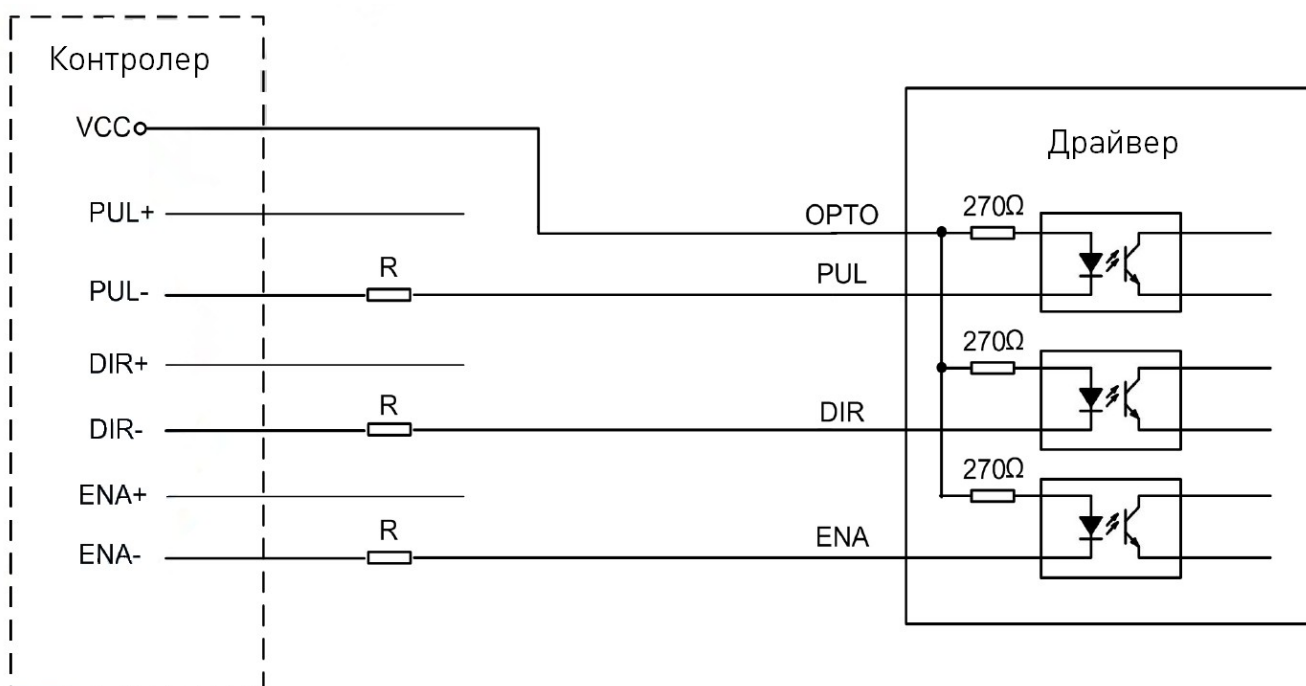 Контролер
VCC
PUL+
PUL-
DIR+
DIR-
ENA+
ENA-
R
R
R
OPTO
PUL
DIR
ENA
Драйвер
270Ω
270Ω
270Ω